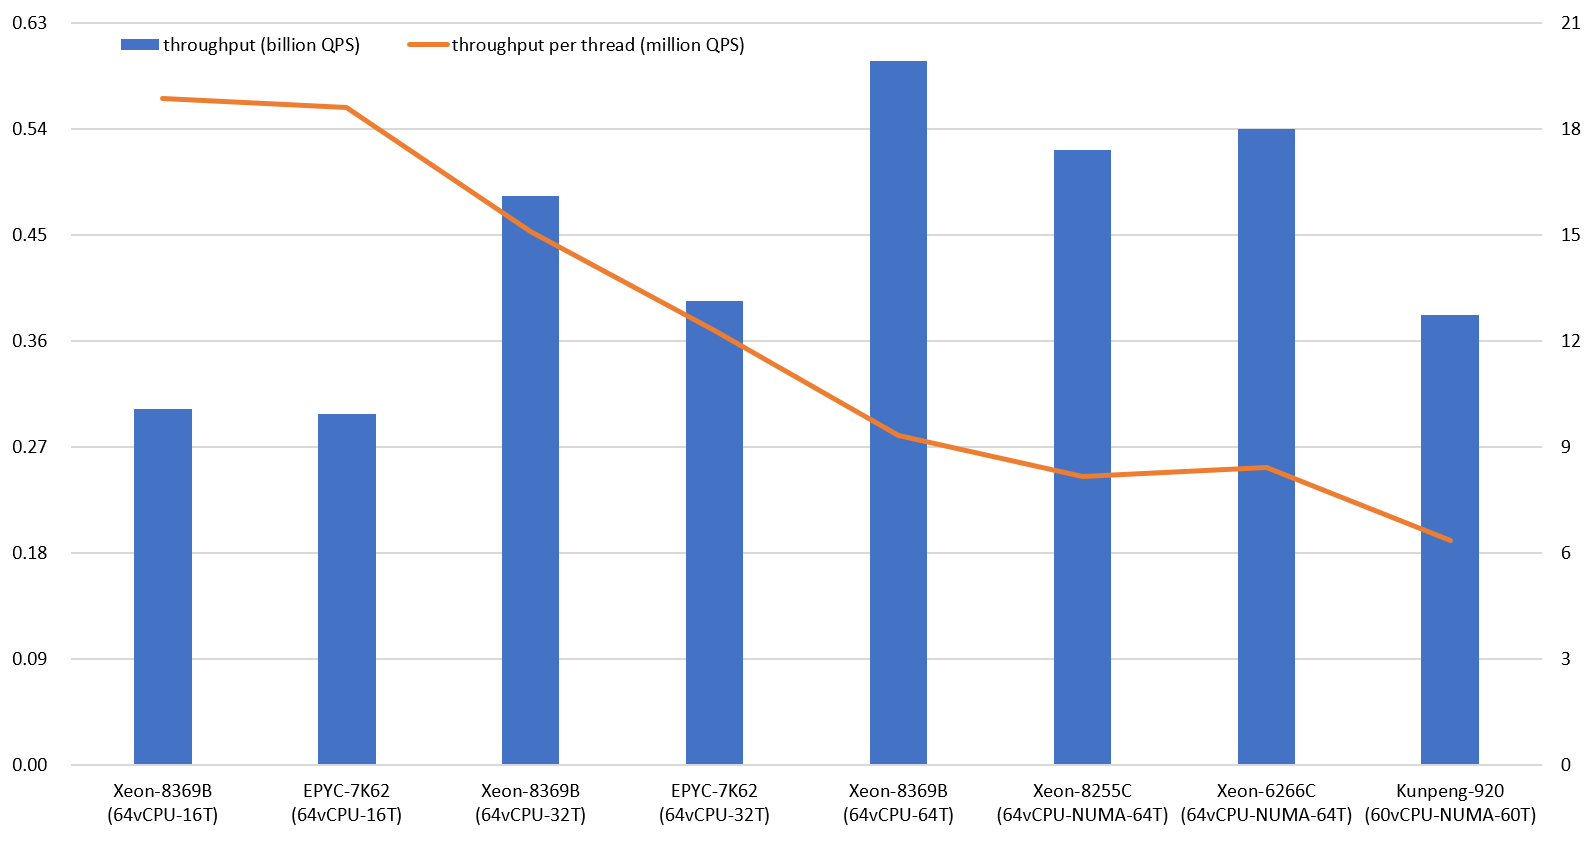 throughput (billion QPS)
throughput per thread (million QPS)
0.63
0.54
0.45
0.36
0.27
0.18
0.09
0.00
21
18
15
12
9
6
3
0
Xeon-8369B
(64vCPU-16T)
EPYC-7K62
(64vCPU-16T)
Xeon-8369B
(64vCPU-32T)
EPYC-7K62
(64vCPU-32T)
Xeon-8369B
(64vCPU-64T)
Xeon-8255C
(64vCPU-NUMA-64T)
Xeon-6266C
(64vCPU-NUMA-64T)
Kunpeng-920
(60vCPU-NUMA-60T)